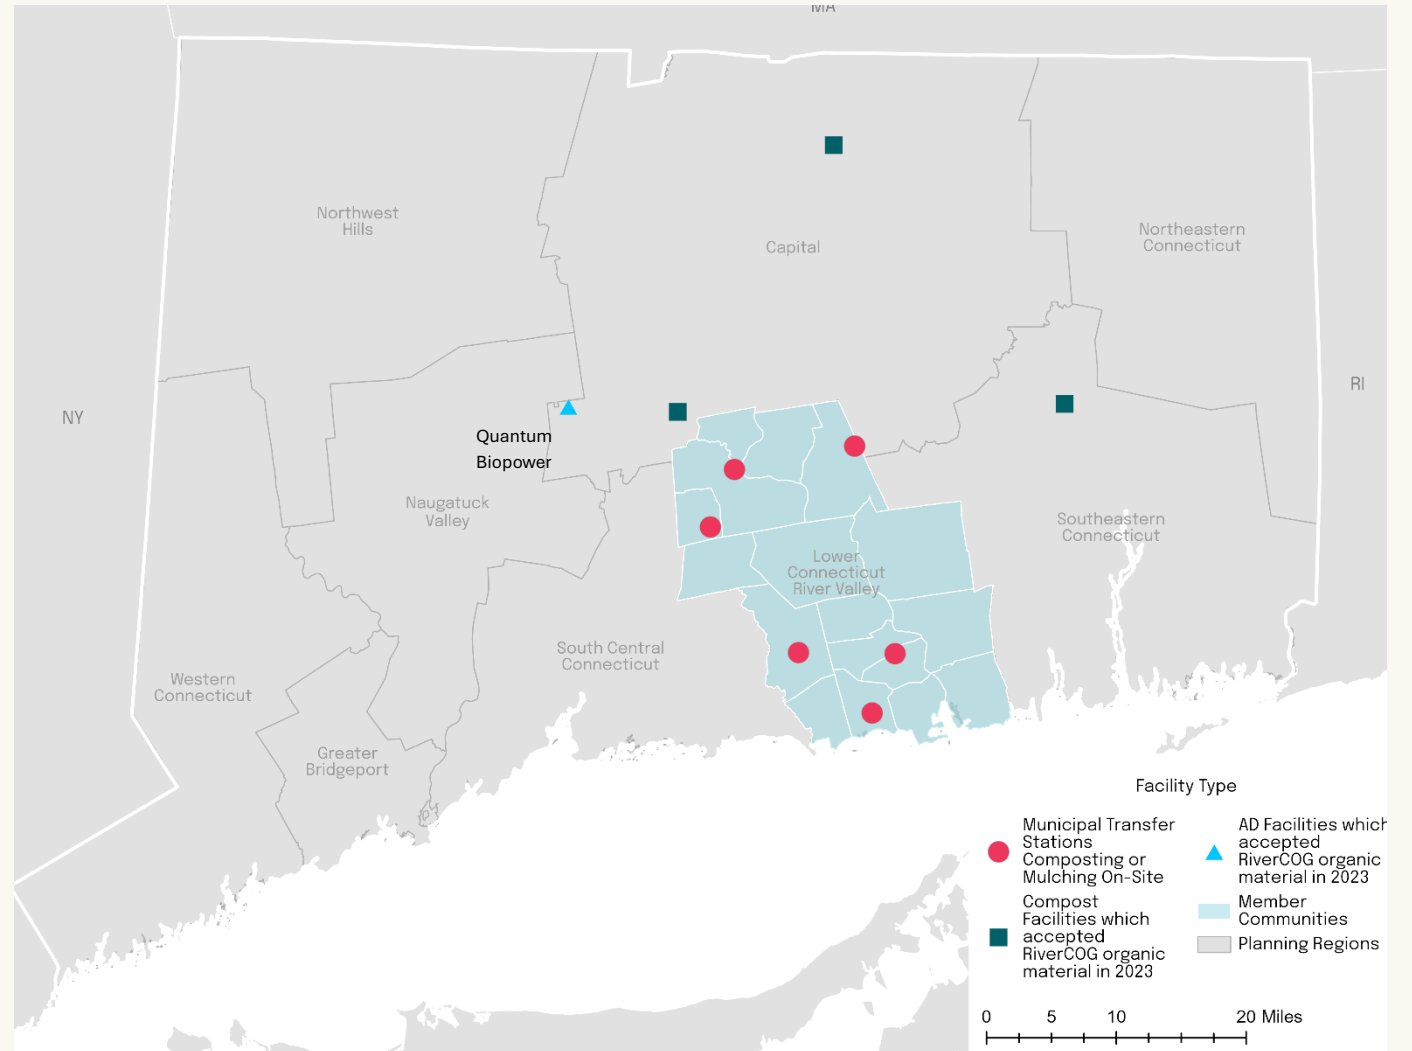 MA
Northwest
Hills
Capital
Northeastern
Connecticut
NY
RI
Quantum
Biopower
Naugatuck
Valley
Southeastern
Connecticut
Lower
Connecticut
River Valley
South Central
Connecticut
Western
Connecticut
Greater
Bridgeport
Facility Type
Municipal Transfer
Stations
Composting or
Mulching On-Site
Compost
Facilities which
accepted
RiverCOG organic
material in 2023
AD Facilities which
accepted
RiverCOG organic
material in 2023
Member
Communities
Planning Regions
0 5 10 20 Miles